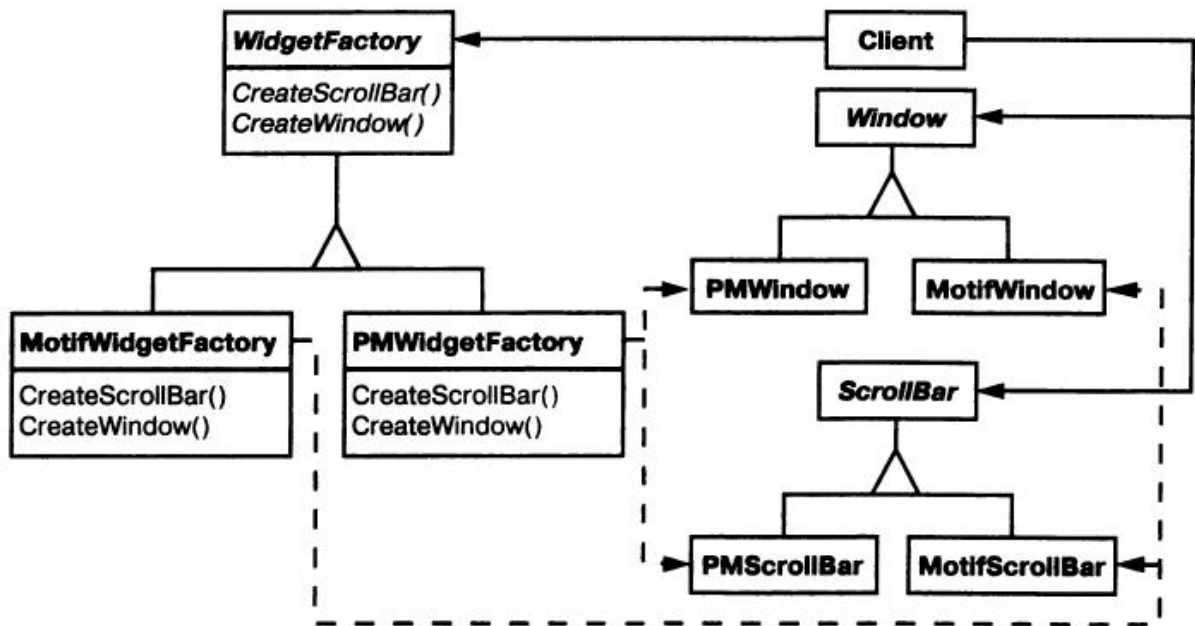 WidgetFactory
CreateScrollBar()
CreateWindow()
Client
Window
PMWindow
MotifWindow
MotifWidgetFactory
CreateScrollBar()
CreateWindow()
PMWidgetFactory
CreateScrollBar()
CreateWindow()
ScrollBar
PMScrollBar
MotifScrollBar